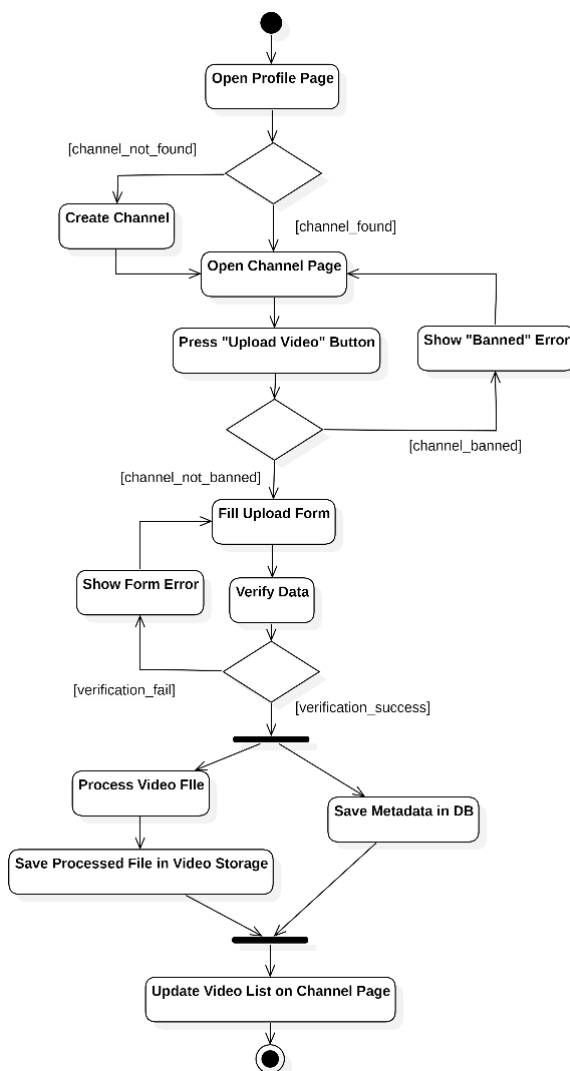 Open Profile Page
[channel_not_found]
Create Channel
[channel_found]
Open Channel Page
Press "Upload Video" Button
Show "Banned" Error
[channel_banned]
[channel_not_banned]
Fill Upload Form
Show Form Error
Verify Data
[verification_fail]
[verification_success]
Process Video FIle
Save Metadata in DB
Save Processed File in Video Storage
Update Video List on Channel Page